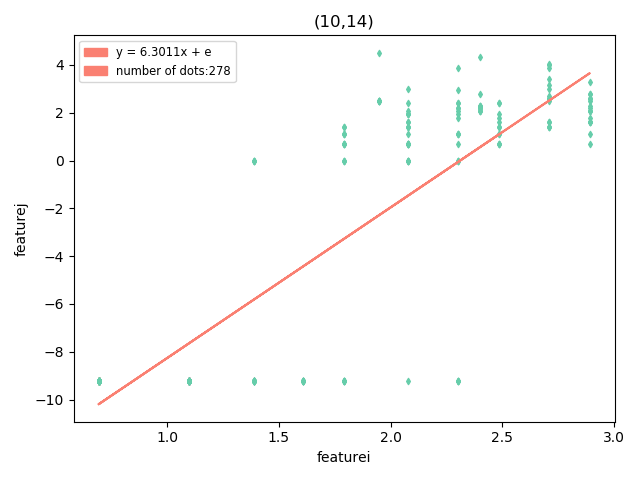 (10,14)
y = 6.3011x + e
number of dots:278
4
2
0
−2
−4
−6
−8
−10
featurej
1.0 1.5 2.0 2.5 3.0
featurei